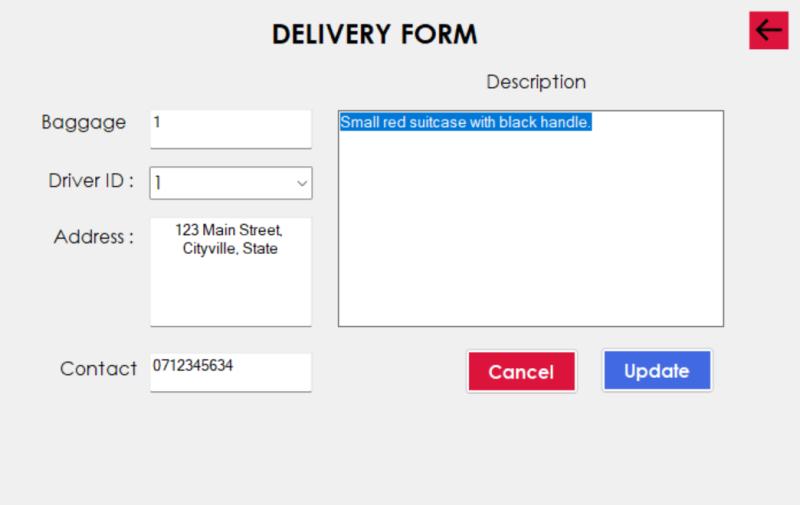 DELIVERY FORM
Description
Baggage
1
Small red suitcase with black handle.
Driver ID :
1
Address :
123 Main Street,
Cityville, State
Contact
0712345634
Cancel
Update